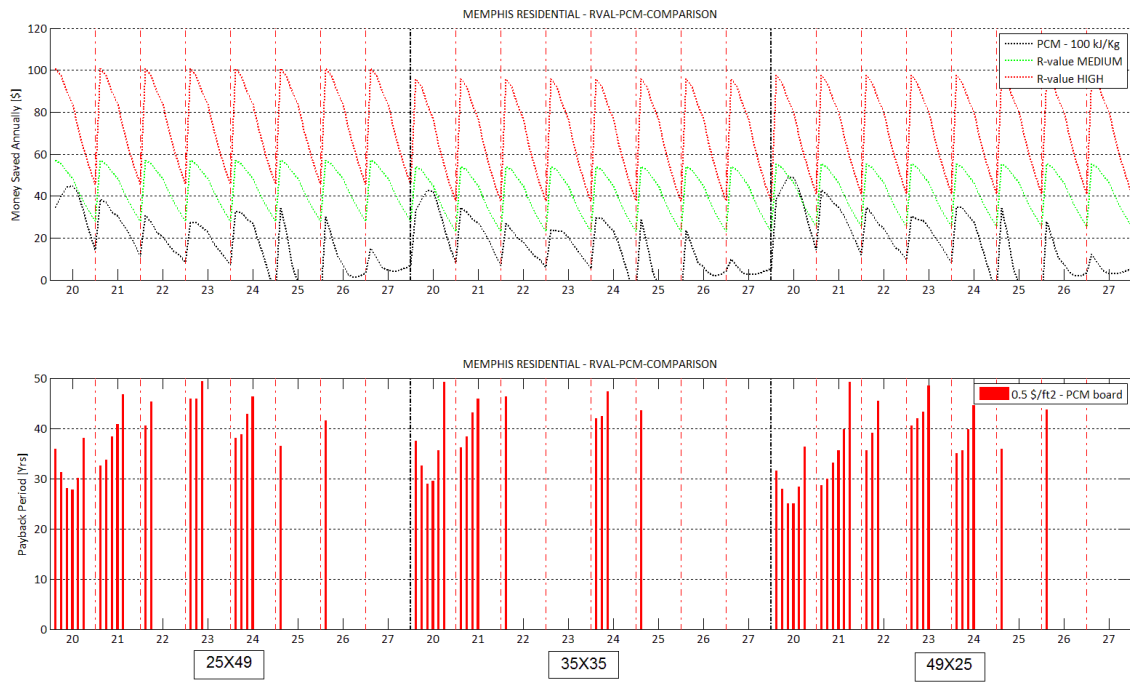 MEMPHIS RESIDENTIAL - RVAL-PCM-COMPARISON
Money Saved Annually [$]
120
100
80
60
40
20
0
PCM - 100 kJ/Kg
R-value MEDIUM
R-value HIGH
20 21 22 23 24 25 26 27 20 21 22 23 24 25 26 27 20 21 22 23 24 25 26 27
MEMPHIS RESIDENTIAL - RVAL-PCM-COMPARISON
Payback Period [Yrs]
50
40
30
20
10
0
0.5 $/ft2 - PCM board
20 21 22 23 24 25 26 27 20 21 22 23 24 25 26 27 20 21 22 23 24 25 26 27
25X49 35X35 49X25